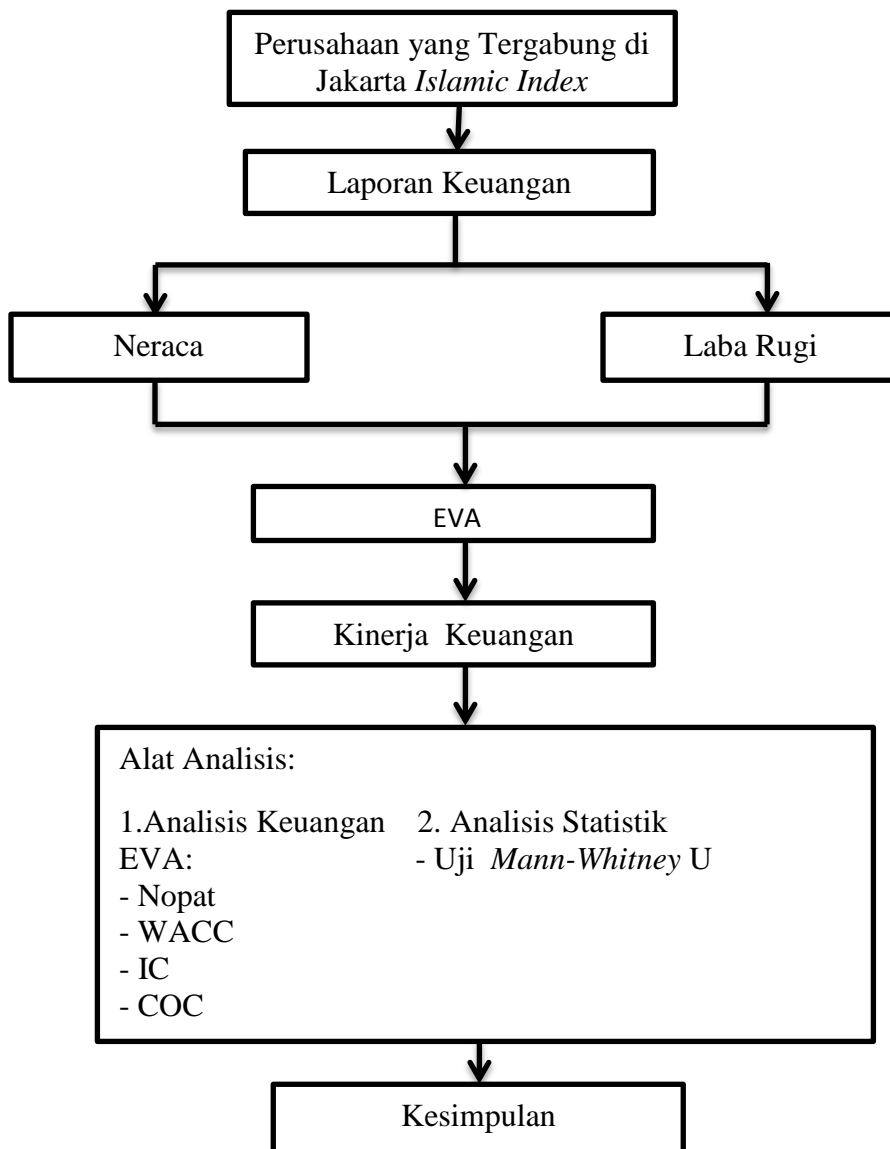 Perusahaan yang Tergabung di
Jakarta Islamic Index
Laporan Keuangan
Neraca
Laba Rugi
EVA
Kinerja Keuangan
Alat Analisis:
1.Analisis Keuangan 2. Analisis Statistik
EVA: - Uji Mann-Whitney U
- Nopat
- WACC
- IC
- COC
Kesimpulan